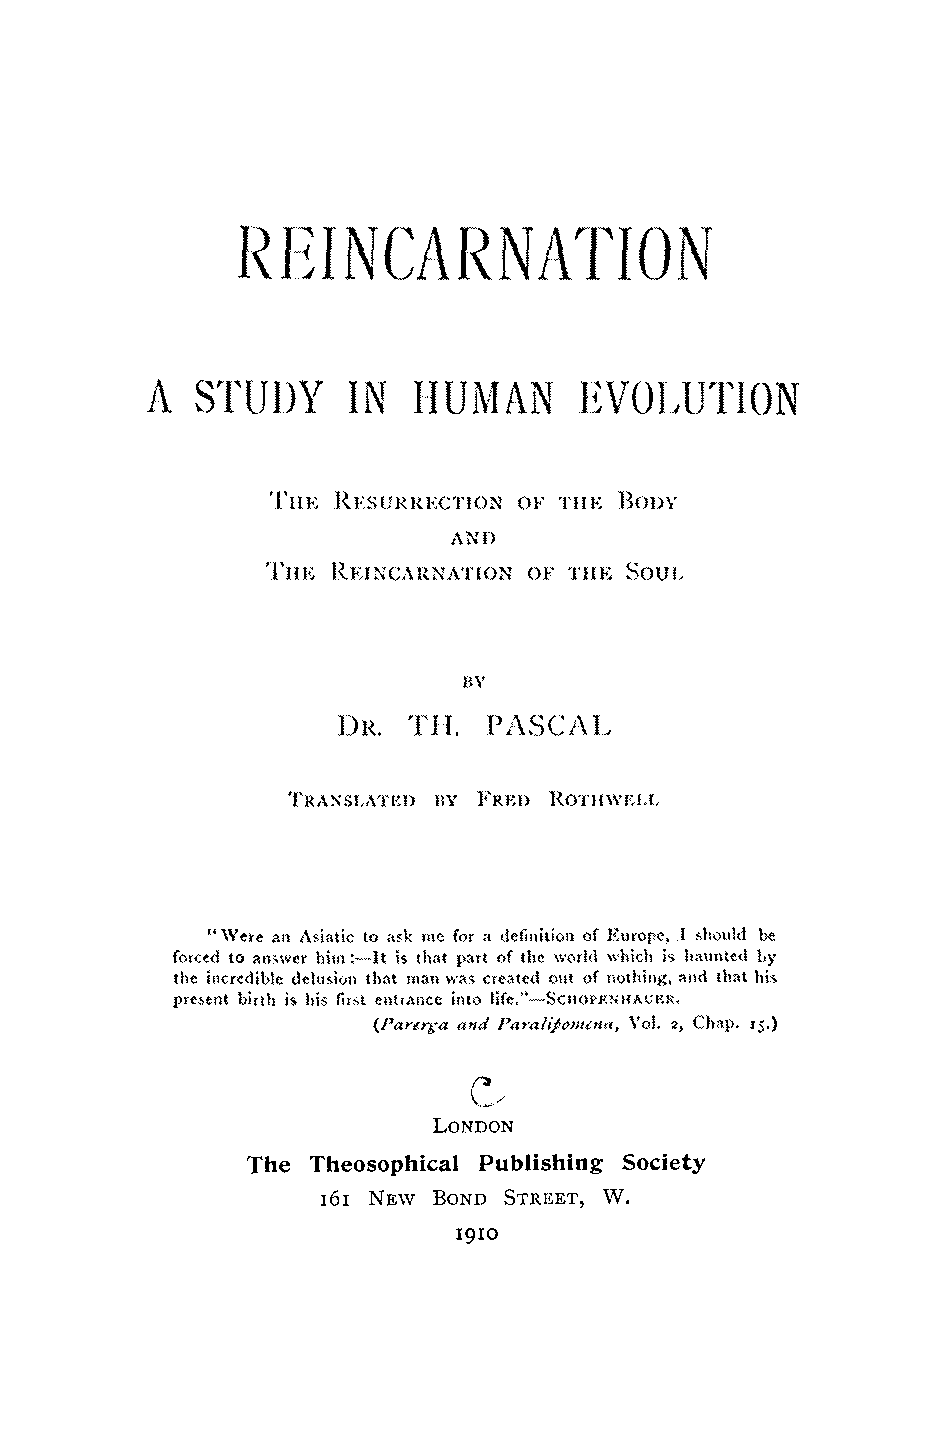 REINCARNATION
A STUDY IN HUMAN EVOLUTION
THE RESURRECTION OF THE BODY
AND
THE REINCARNATION OF THE SOUL
BY
DR. TH. PASCAL
TRANSLATED BY FRED ROTHWELL
"Were an Asiatic to ask me for a definition of Europe, I should be
forced to answer him:—It is that part of the world which is haunted by
the incredible delusion that man was created out of nothing, and that his
present birth is his first entrance into life."—SCHOPENHAUER.
(Parerga and Paralipomena, Vol. 2, Chap. 15.)
C
LONDON
The Theosophical Publishing Society
161 NEW BOND STREET, W.
1910